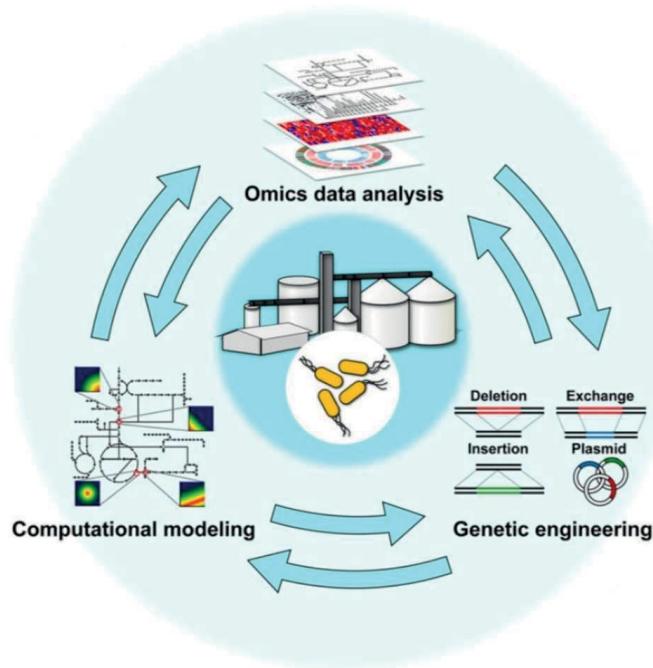 Omics data analysis
Deletion
Exchange
Insertion
Plasmid
Computational modeling
Genetic engineering